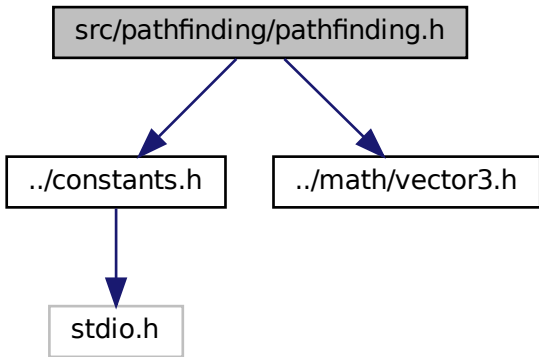 src/pathfinding/pathfinding.h
../constants.h
../math/vector3.h
stdio.h